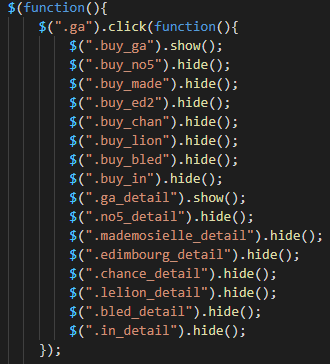 $(function(){
$(".ga").click(function(){
$(".buy_ga").show();
$(".buy_no5").hide();
$(".buy_made").hide();
$(".buy_ed2").hide();
$(".buy_chan").hide();
$(".buy_lion").hide();
$(".buy_bled").hide();
$(".buy_in").hide();
$(".ga_detail").show();
$(".no5_detail").hide();
$(".mademosielle_detail").hide();
$(".edimbourg_detail").hide();
$(".chance_detail").hide();
$(".lelion_detail").hide();
$(".bled_detail").hide();
$(".in_detail").hide();
});